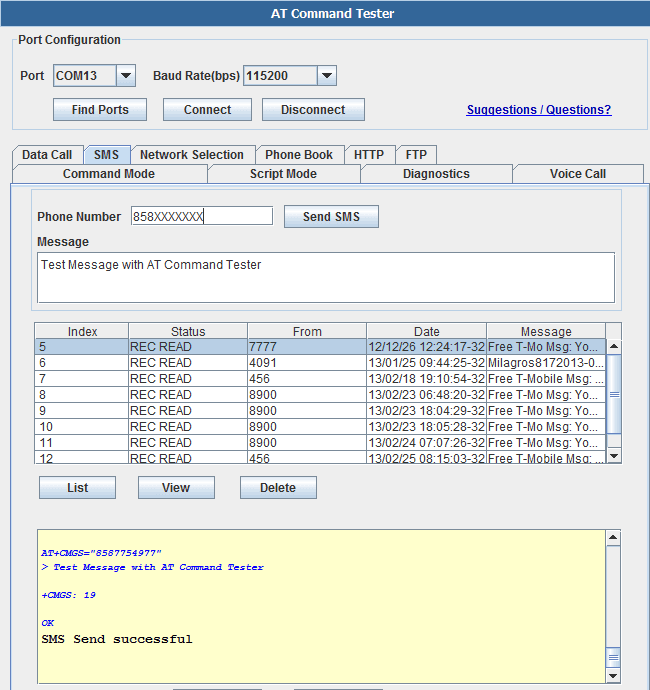 AT Command Tester
Port Configuration
Port COM13 Baud Rate(bps) 115200
Find Ports Connect Disconnect Suggestions / Questions?
Data Call SMS Network Selection Phone Book HTTP FTP
Command Mode Script Mode Diagnostics Voice Call
Phone Number 858XXXXXXX Send SMS
Message
Test Message with AT Command Tester
Index Status From Date Message
5 REC READ 7777 12/12/26 12:24:17-32 Free T-Mo Msg: Yo...
6 REC READ 4091 13/01/25 09:44:25-32 Milagros8172013-0...
7 REC READ 456 13/02/18 19:10:54-32 Free T-Mobile Msg: ...
8 REC READ 8900 13/02/23 06:48:20-32 Free T-Mo Msg: Yo...
9 REC READ 8900 13/02/23 18:04:29-32 Free T-Mo Msg: Yo...
10 REC READ 8900 13/02/23 18:05:28-32 Free T-Mo Msg: Yo...
11 REC READ 8900 13/02/24 07:07:26-32 Free T-Mo Msg: Yo...
12 REC READ 456 13/02/25 08:15:03-32 Free T-Mobile Msg: ...
List View Delete
AT+CMGS="8587754977"
> Test Message with AT Command Tester
+CMGS: 19
OK
SMS Send successful